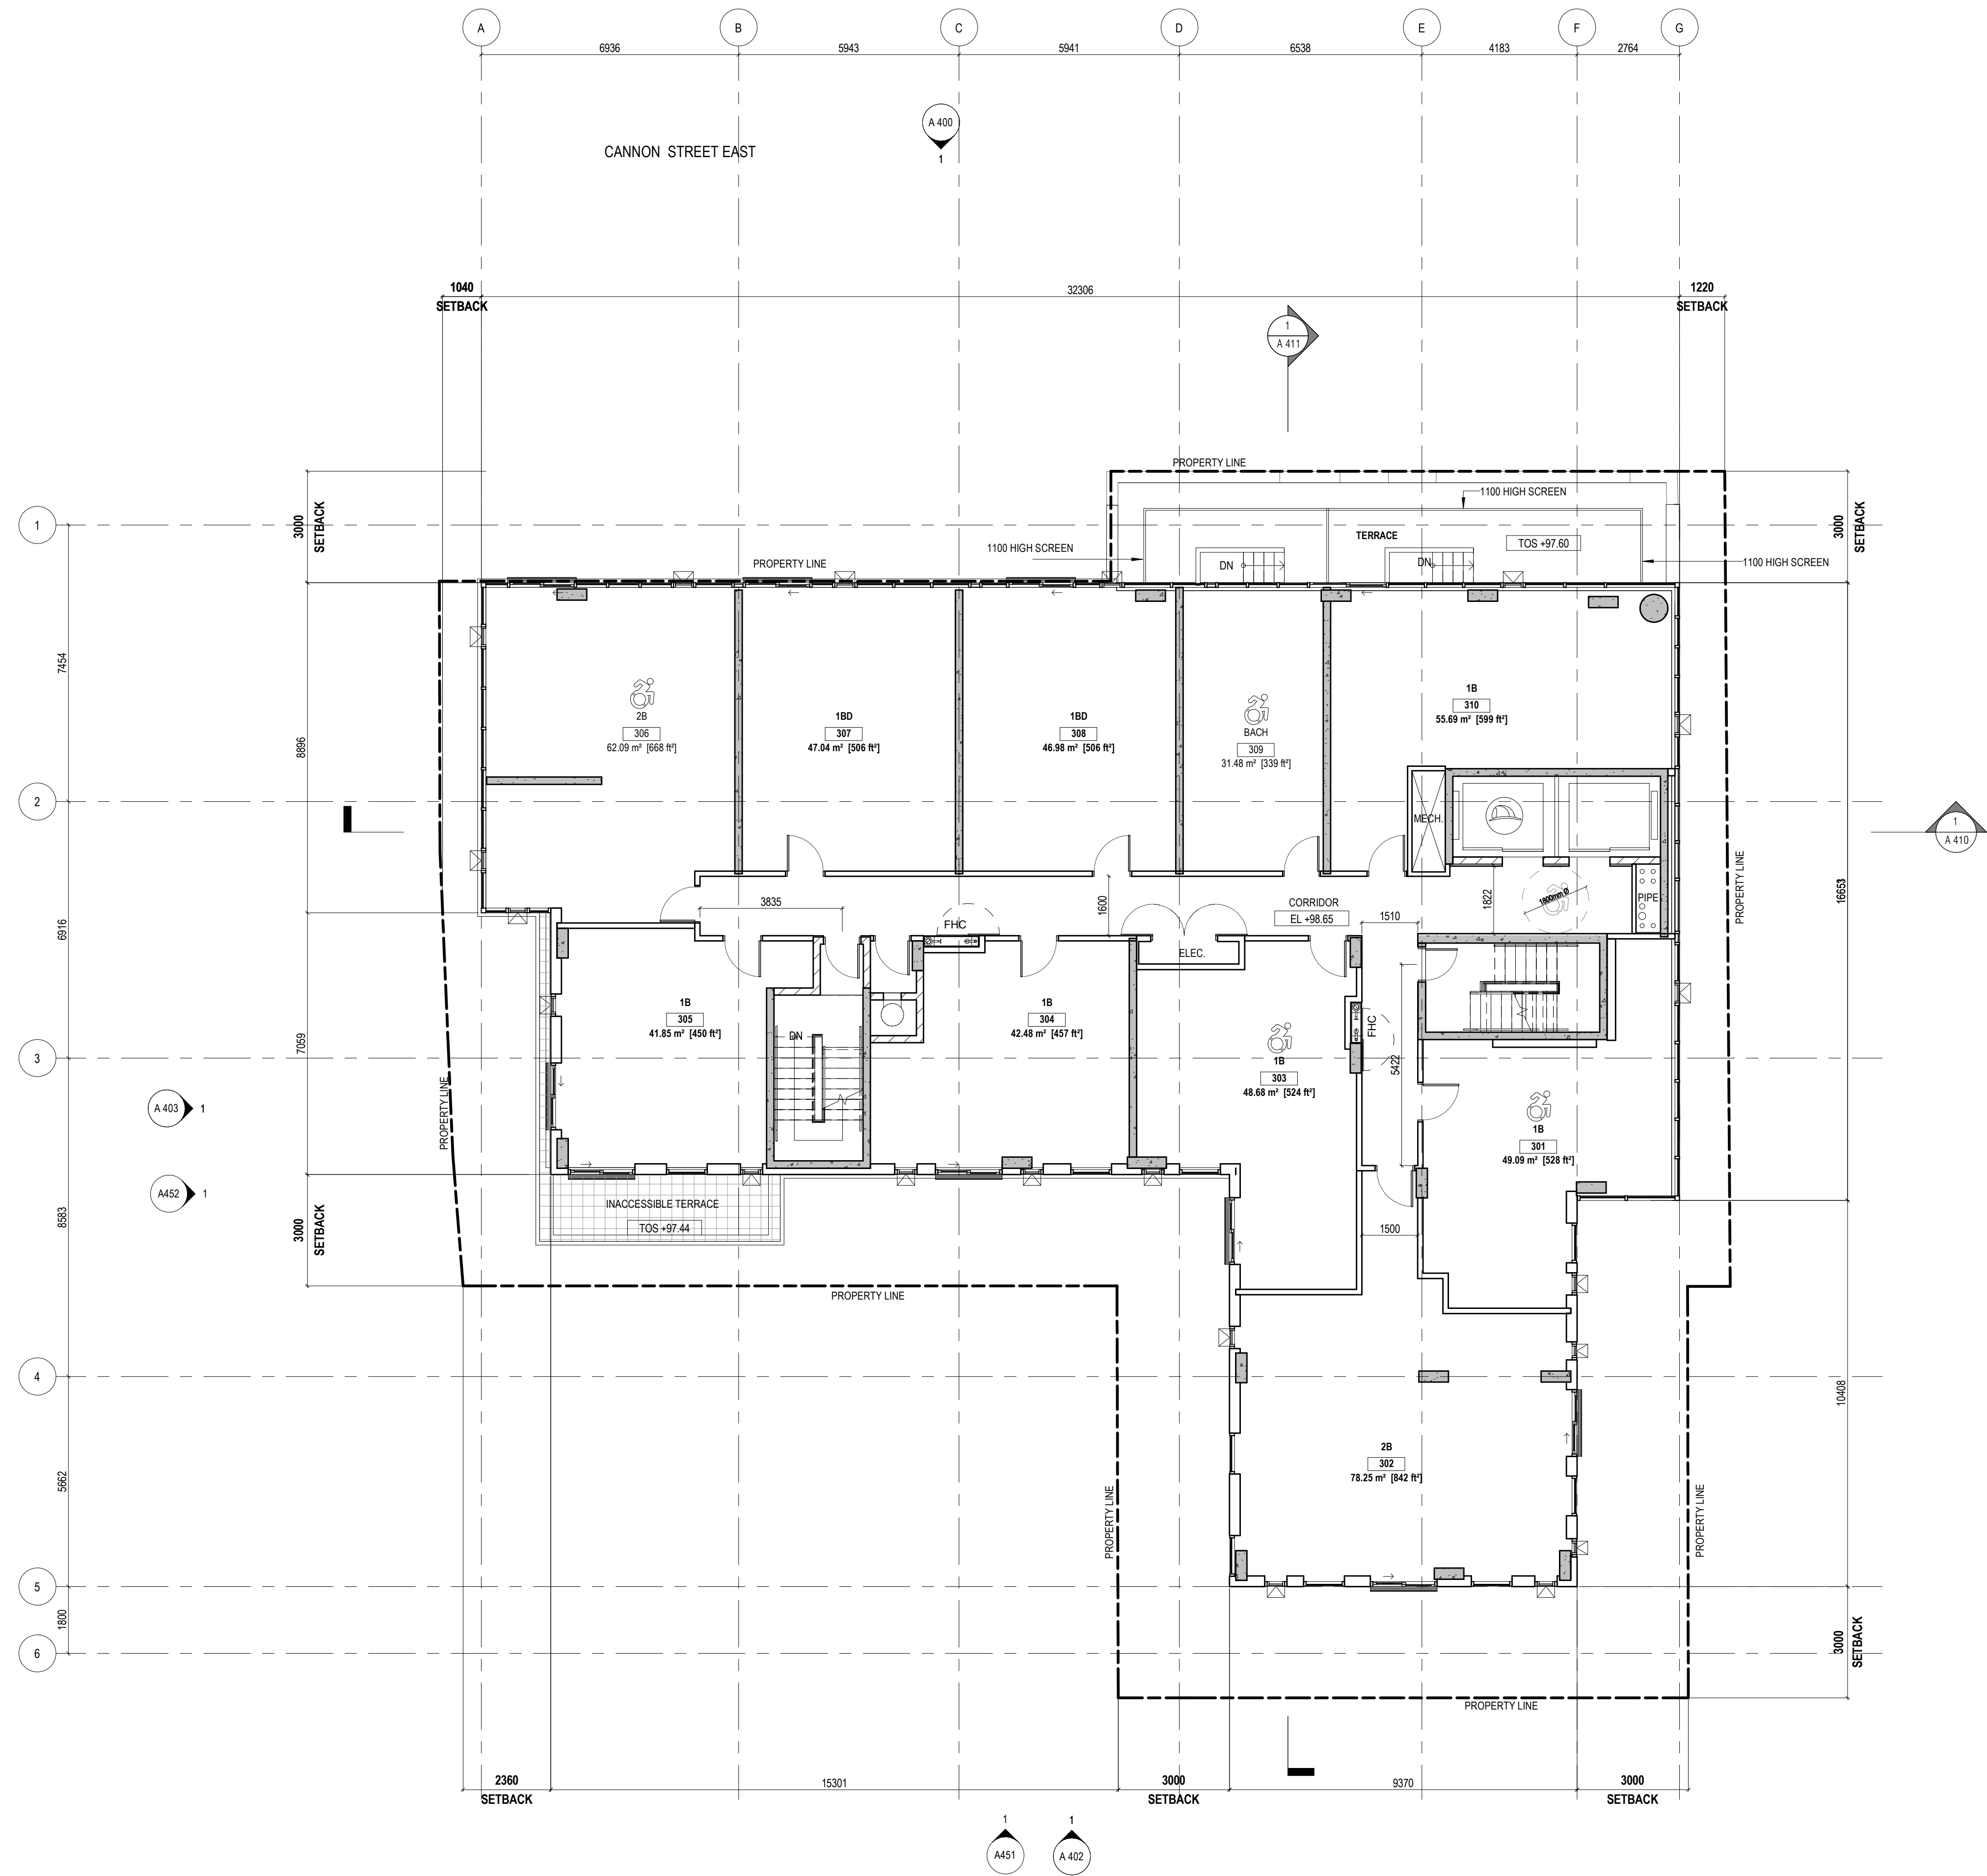 A
B
C
D
E
F
G
6936
5943
5941
6538
4183
2764
A 400
1
CANNON STREET EAST
1040
SETBACK
32306
1220
SETBACK
1
A 411
PROPERTY LINE
1100 HIGH SCREEN
1
3000
SETBACK
3000
SETBACK
TERRACE
TOS +97.60
1100 HIGH SCREEN
PROPERTY LINE
DN
DN
1100 HIGH SCREEN
7454
8896
2B
306
62.09 m² [668 ft²]
1BD
307
47.04 m² [506 ft²]
1BD
308
46.98 m² [506 ft²]
BACH
309
31.48 m² [339 ft²]
1B
310
55.69 m² [599 ft²]
2
MECH.
1
A 410
PROPERTY LINE
16653
6916
3835
FHC
1600
CORRIDOR
EL +98.65
1510
1822
1800mm Ø
PIPE
ELEC.
1B
305
41.85 m² [450 ft²]
DN
1B
304
42.48 m² [457 ft²]
FHC
1B
303
48.68 m² [524 ft²]
5422
7059
3
PROPERTY LINE
A 403
1
1B
301
49.09 m² [528 ft²]
A452
1
INACCESSIBLE TERRACE
TOS +97.44
8583
3000
SETBACK
1500
PROPERTY LINE
4
10408
2B
302
78.25 m² [842 ft²]
5662
PROPERTY LINE
PROPERTY LINE
5
1800
6
3000
SETBACK
PROPERTY LINE
2360
SETBACK
15301
3000
SETBACK
9370
3000
SETBACK
1
A451
1
A 402